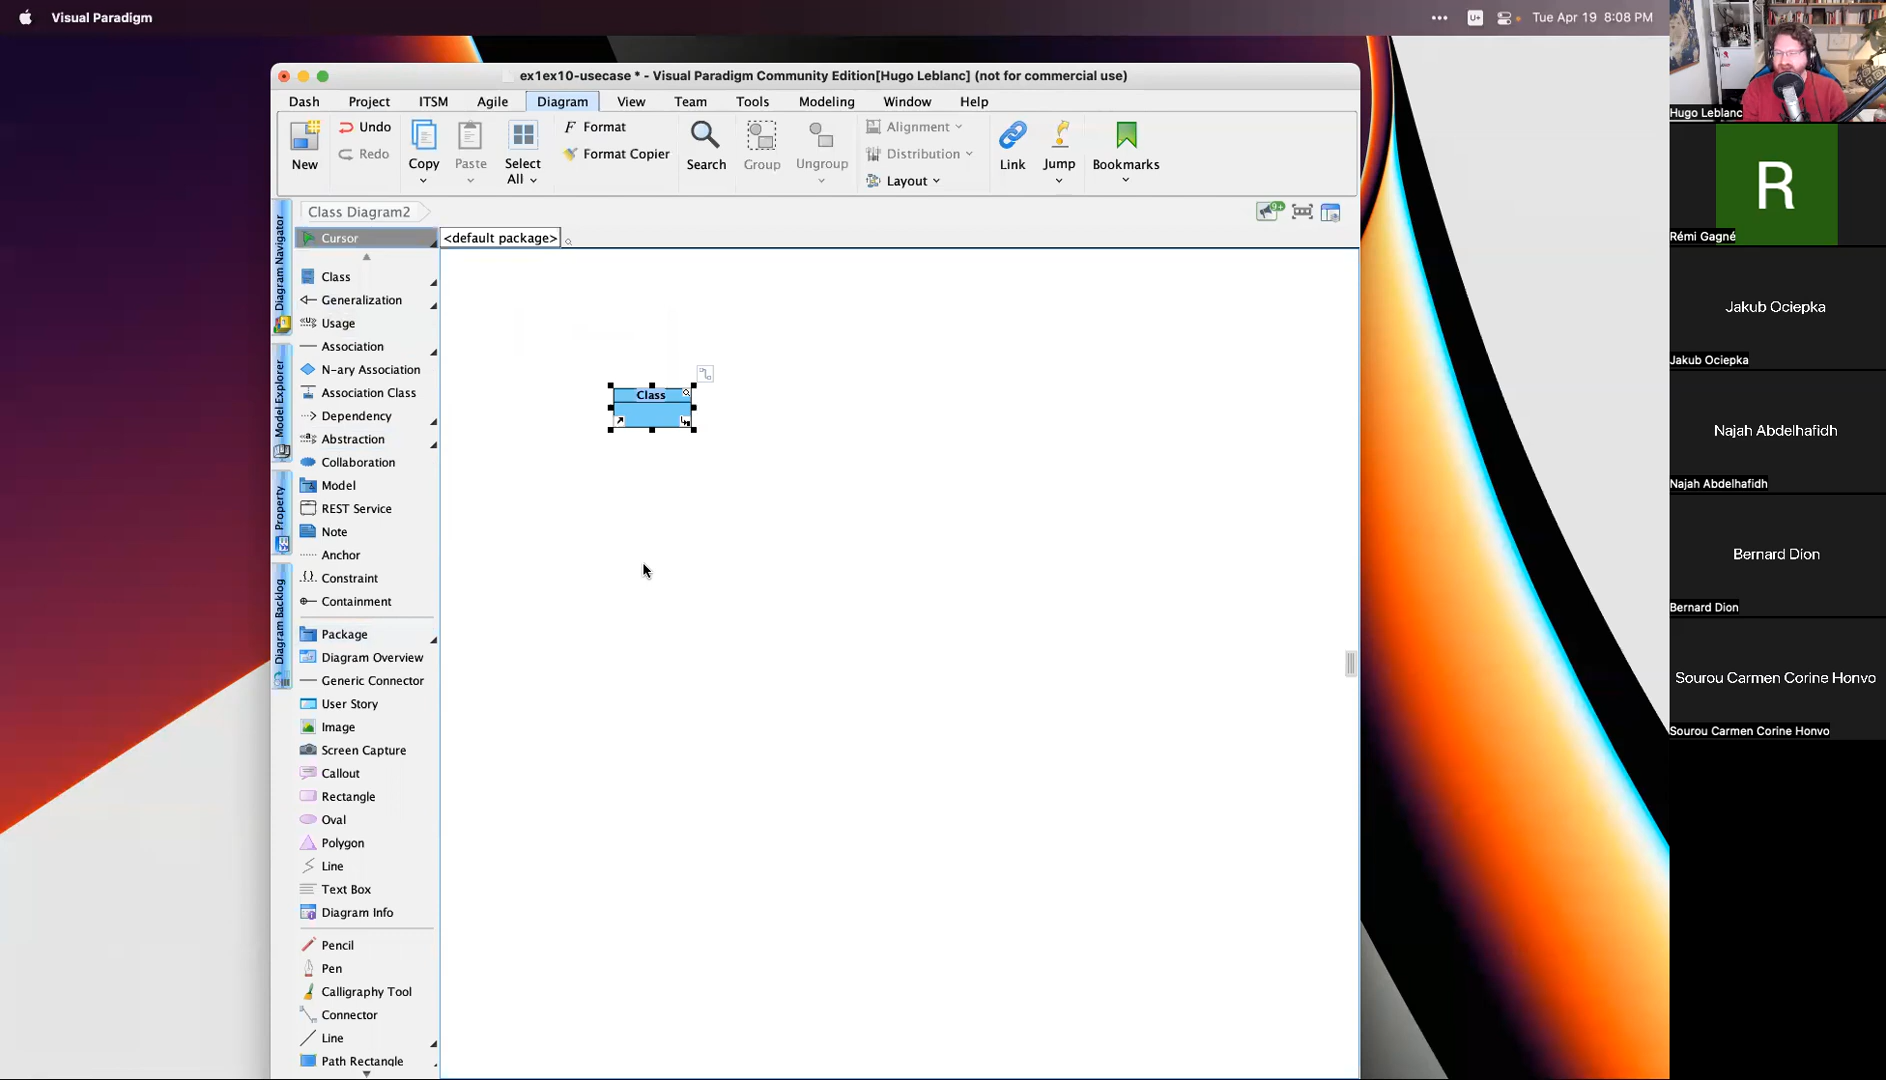 Visual Paradigm
U+
Tue Apr 19 8:08 PM
ex1ex10-usecase * - Visual Paradigm Community Edition[Hugo Leblanc] (not for commercial use)
Dash
Project
ITSM
Agile
Diagram
View
Team
Tools
Modeling
Window
Help
New
Undo
Redo
Copy
Paste
Select
All
Format
Format Copier
Search
Group
Ungroup
Alignment
Distribution
Layout
Link
Jump
Bookmarks
Class Diagram2
9+
Diagram Navigator
Model Explorer
Property
Diagram Backlog
Cursor
Class
Generalization
Usage
Association
N-ary Association
Association Class
Dependency
Abstraction
Collaboration
Model
REST Service
Note
Anchor
Constraint
Containment
Package
Diagram Overview
Generic Connector
User Story
Image
Screen Capture
Callout
Rectangle
Oval
Polygon
Line
Text Box
Diagram Info
Pencil
Pen
Calligraphy Tool
Connector
Line
Path Rectangle
<default package>
Class
Hugo Leblanc
R
Rémi Gagné
Jakub Ociepka
Jakub Ociepka
Najah Abdelhafidh
Najah Abdelhafidh
Bernard Dion
Bernard Dion
Sourou Carmen Corine Honvo
Sourou Carmen Corine Honvo